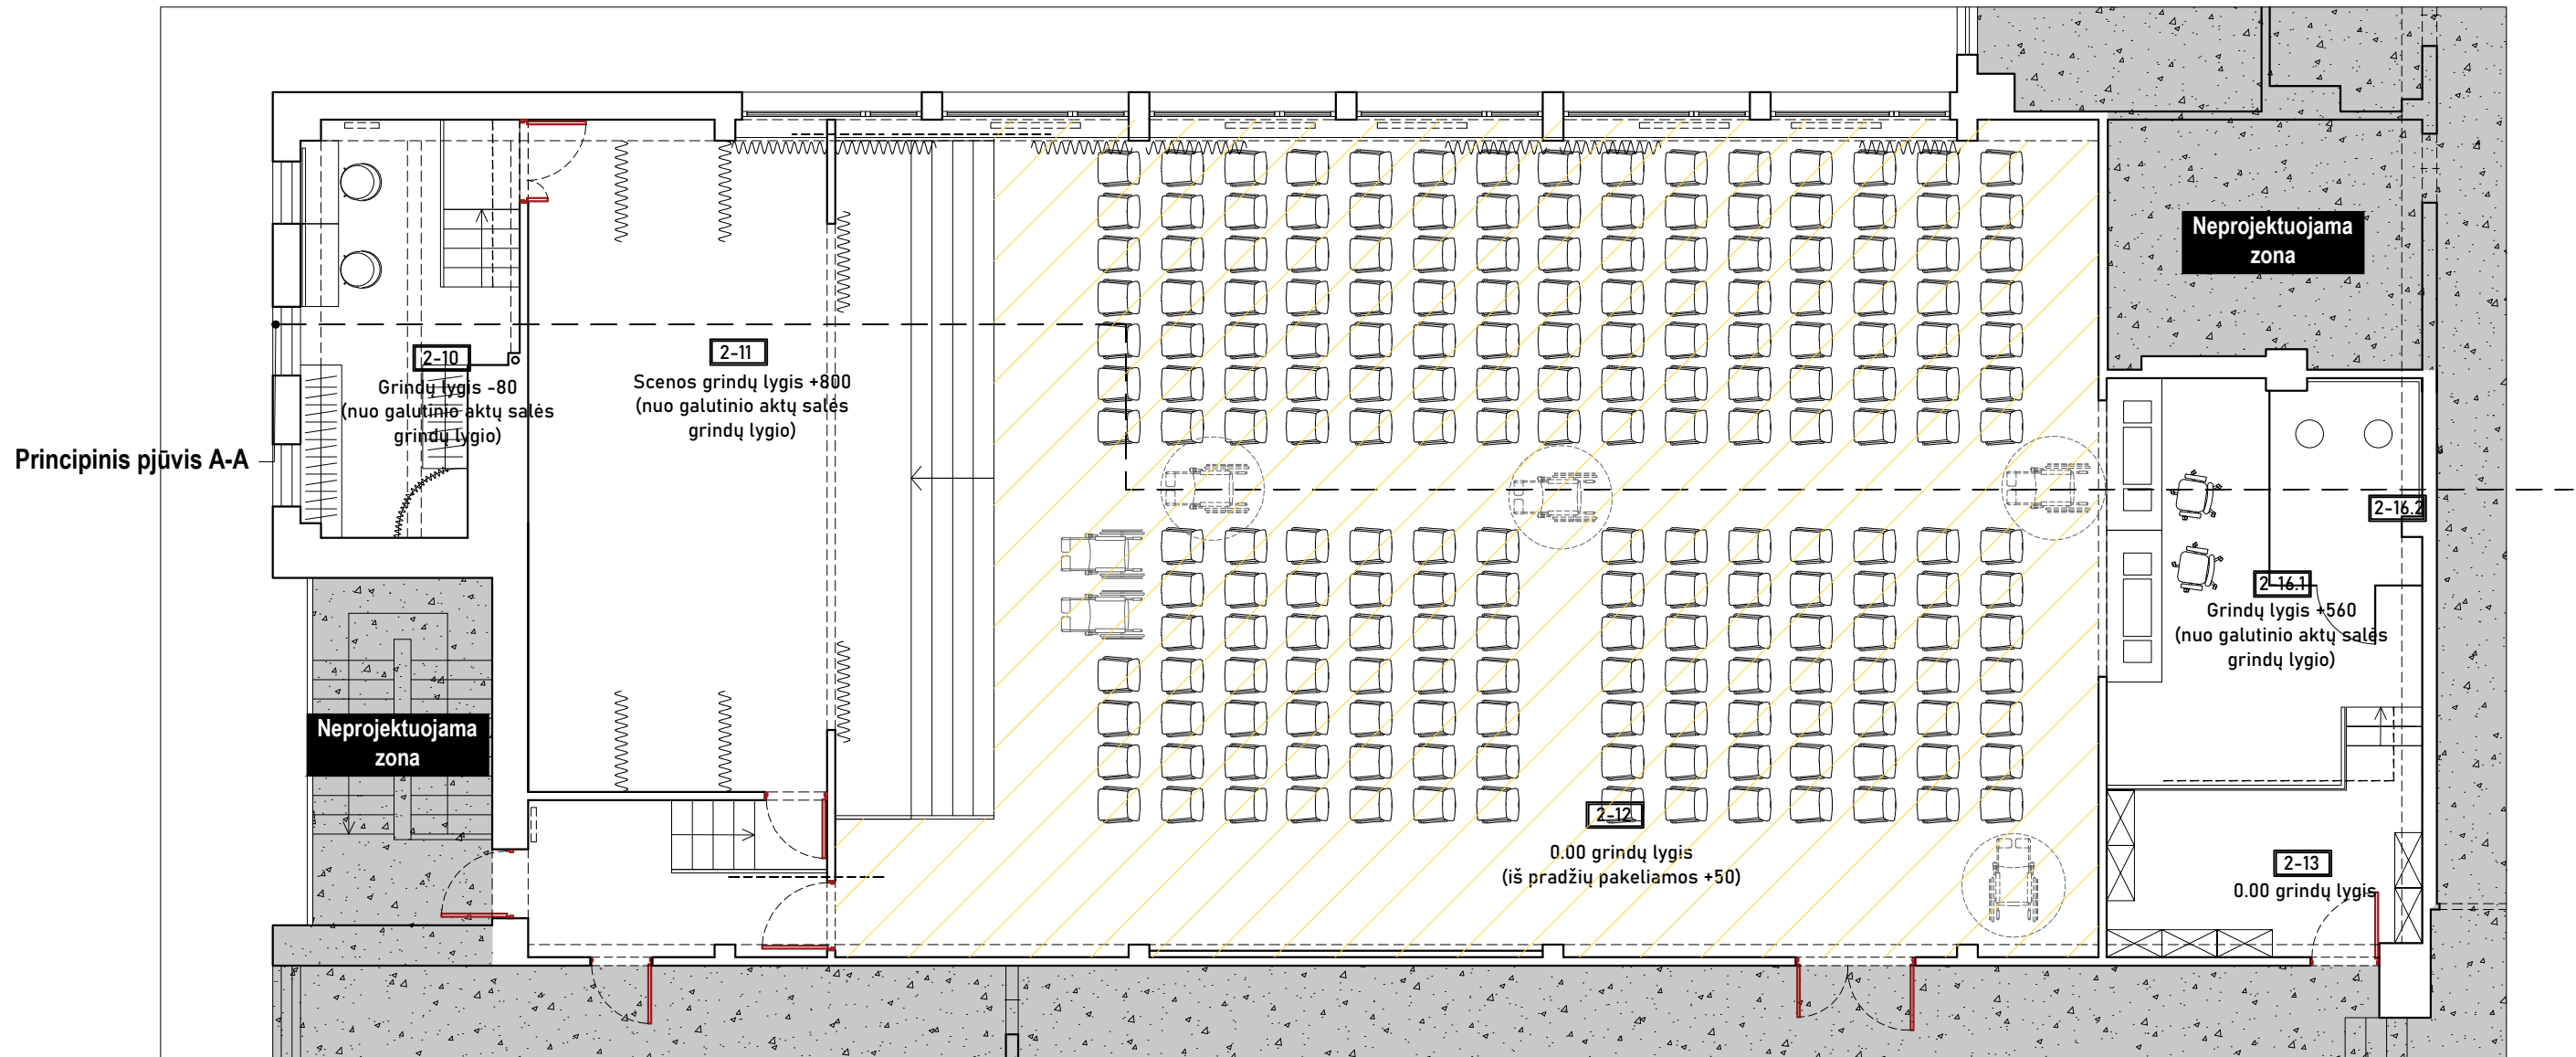 Neprojektuojama
zona
2-10
Grindų lygis -80
(nuo galutinio aktų salės
grindų lygio)
2-11
Scenos grindų lygis +800
(nuo galutinio aktų salės
grindų lygio)
Principinis pjūvis A-A
2-16.2
2-16.1
Grindų lygis +560
(nuo galutinio aktų salės
grindų lygio)
Neprojektuojama
zona
2-12
0.00 grindų lygis
(iš pradžių pakeliamos +50)
2-13
0.00 grindų lygis